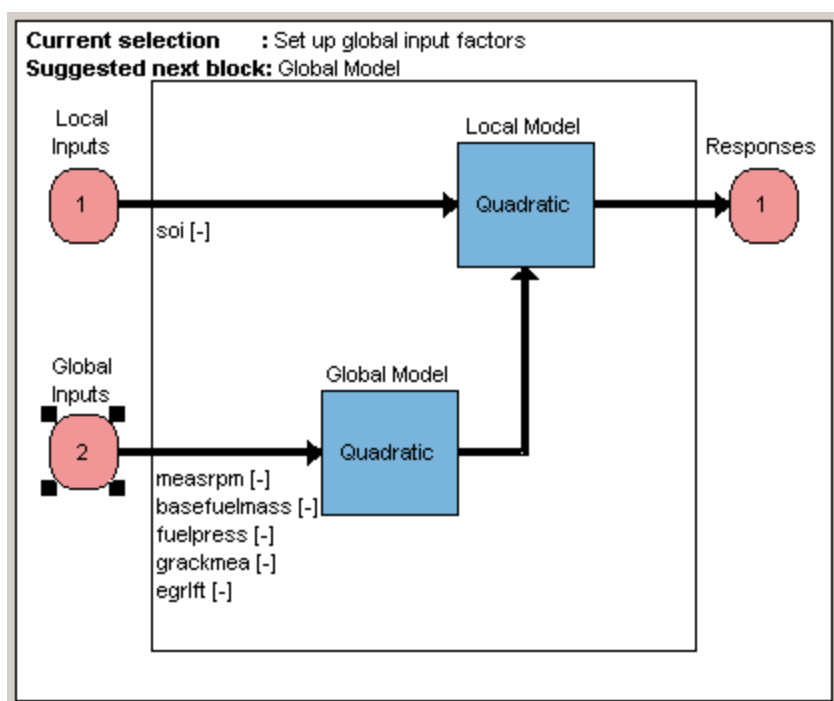 Current selection : Set up global input factors
Suggested next block: Global Model
Local
Inputs
1
soi [-]
Local Model
Quadratic
Responses
1
Global
Inputs
2
measrpm [-]
basefuelmass [-]
fuelpress [-]
grackmea [-]
egrlft [-]
Global Model
Quadratic